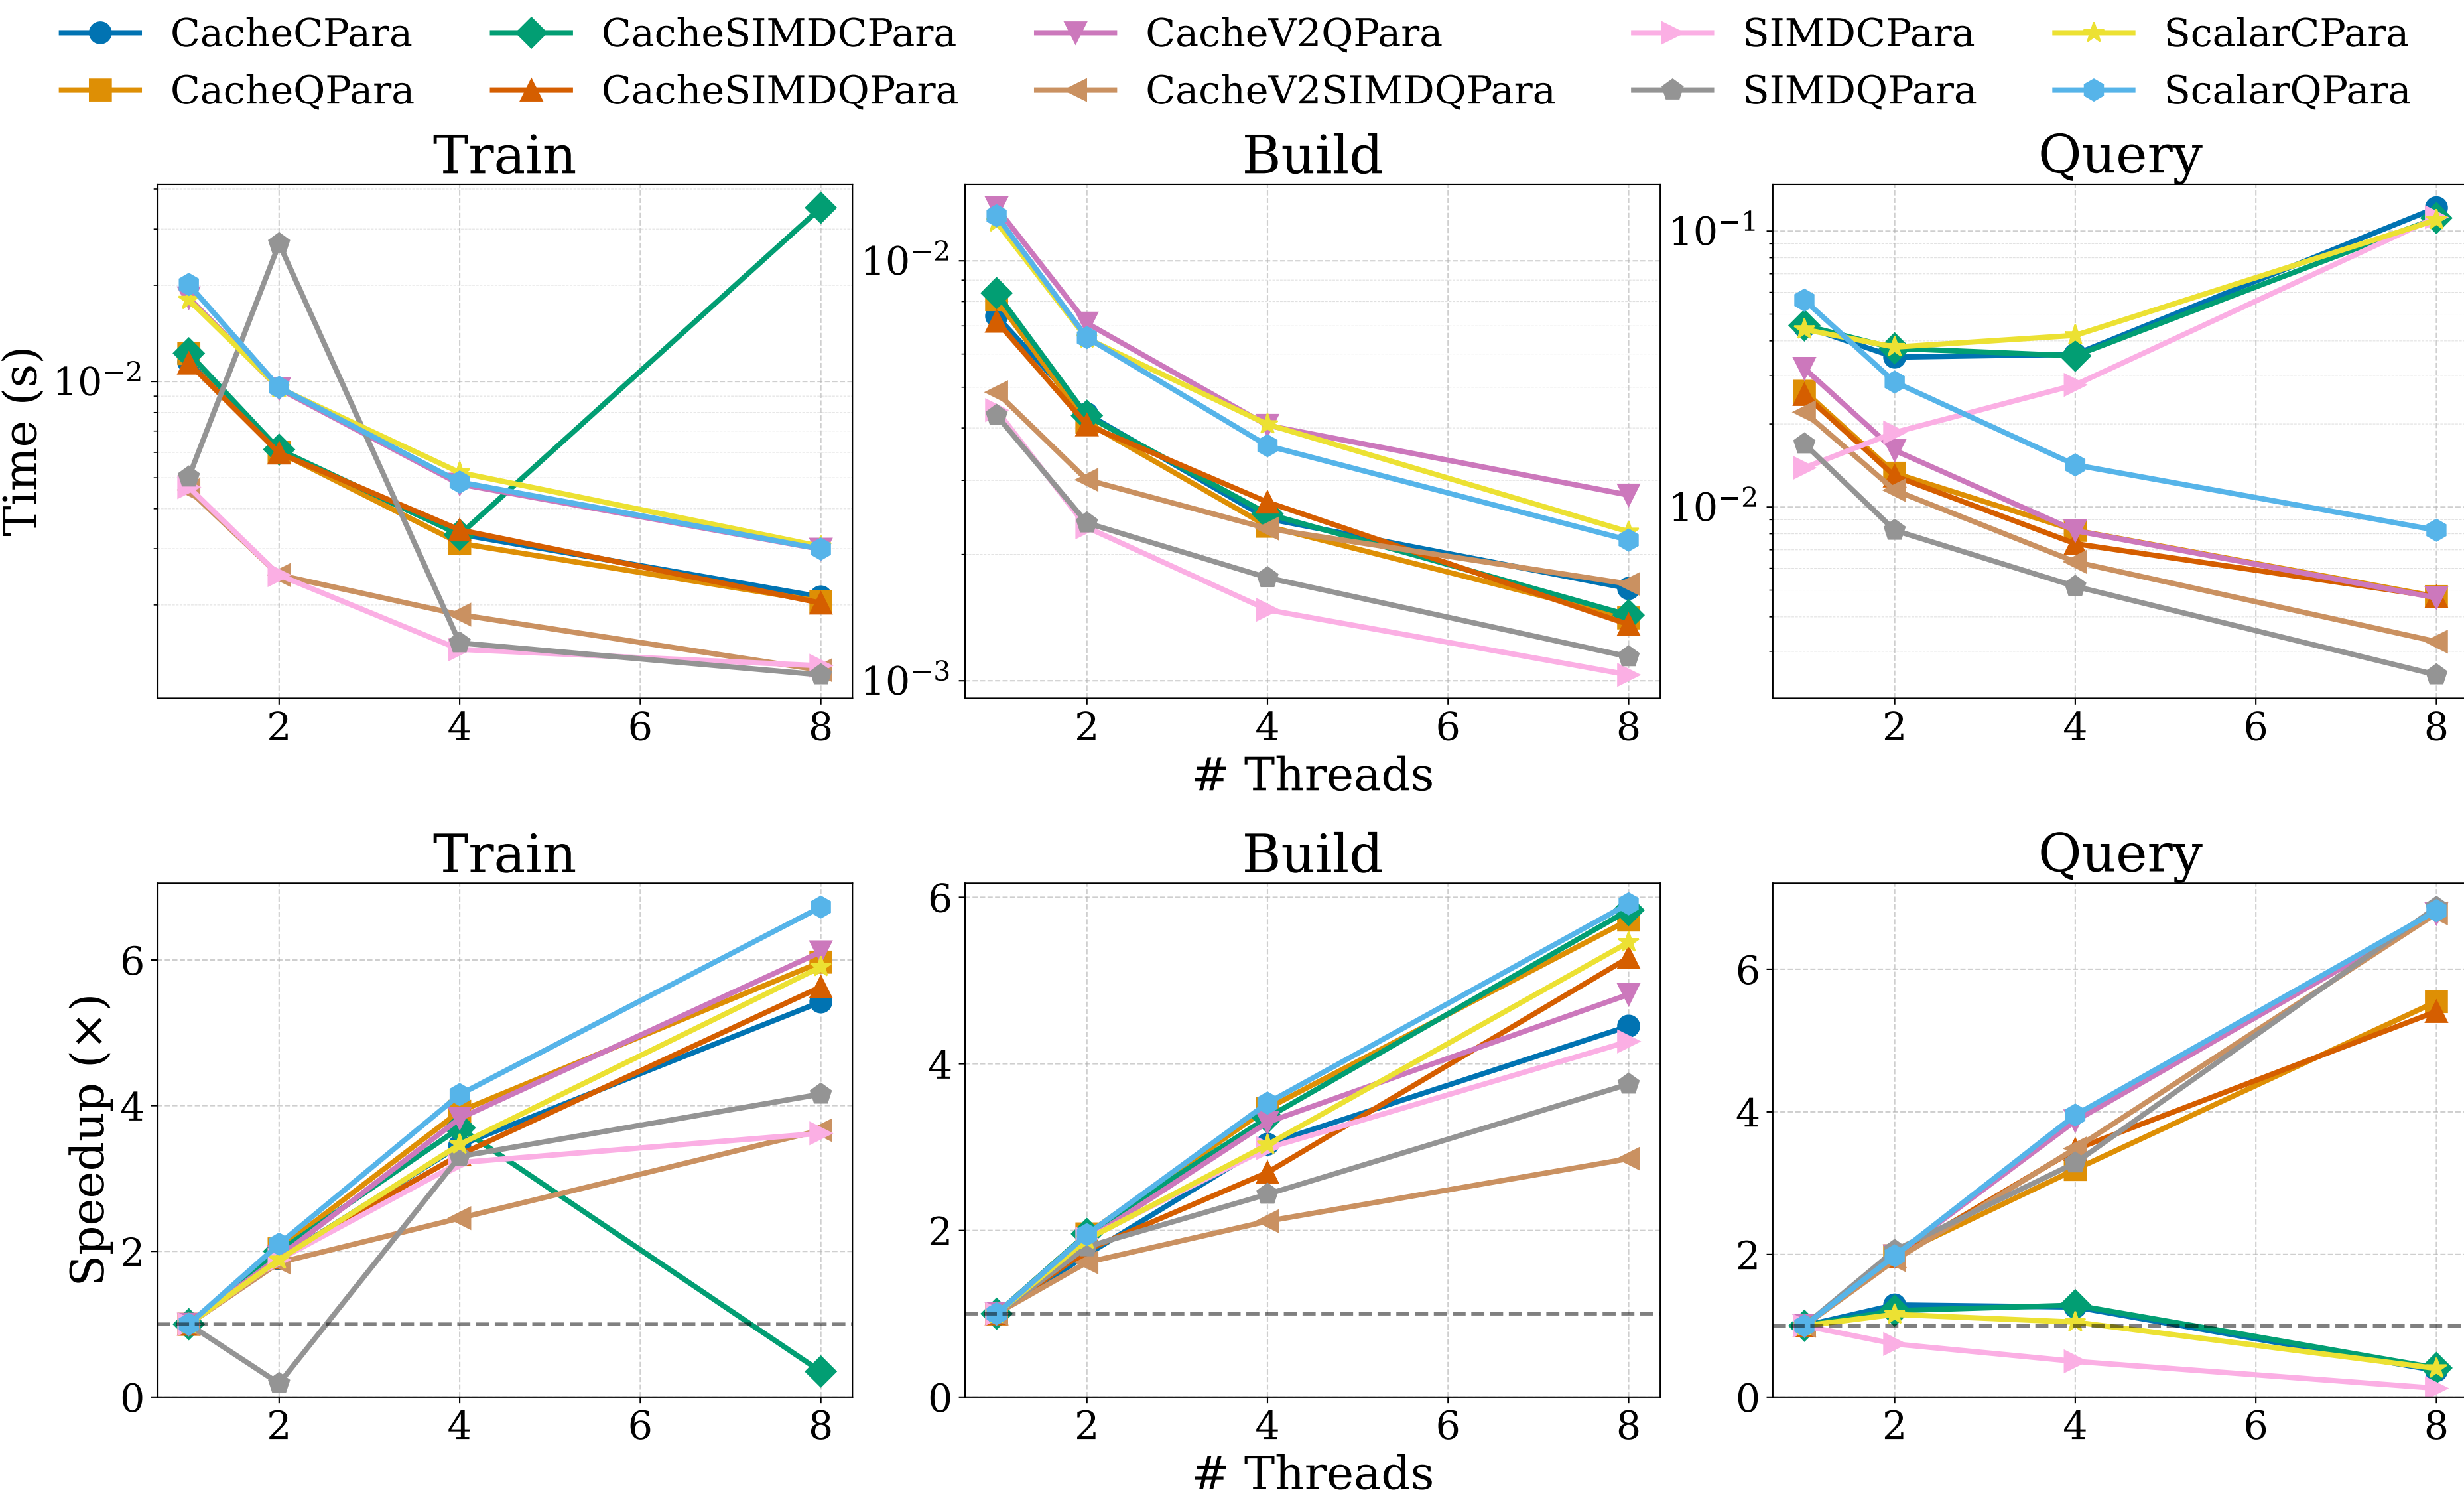 CacheCPara CacheSIMDCPara CacheV2QPara SIMDCPara ScalarCPara
CacheQPara CacheSIMDQPara CacheV2SIMDQPara SIMDQPara ScalarQPara
Train Build Query
Time (s)
10⁻²
10⁻²
10⁻³
10⁻¹
10⁻²
2 4 6 8 2 4 6 8 2 4 6 8
# Threads
Train Build Query
Speedup (×)
6
4
2
0
6
4
2
0
6
4
2
0
2 4 6 8 2 4 6 8 2 4 6 8
# Threads